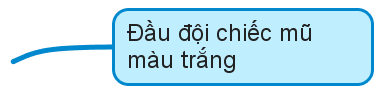 Đầu đội chiếc mũ
màu trắng